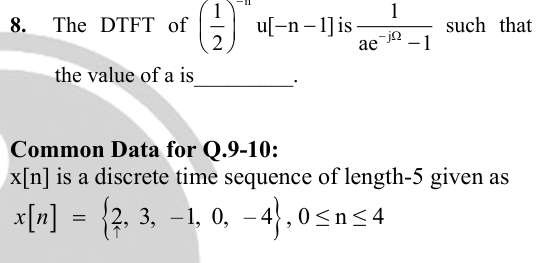 8. The DTFT of (1/2)^-n u[-n-1] is 1/(ae^-jΩ - 1) such that
the value of a is__________.
Common Data for Q.9-10:
x[n] is a discrete time sequence of length-5 given as
x[n] = {2↑, 3, -1, 0, -4}, 0 ≤ n ≤ 4